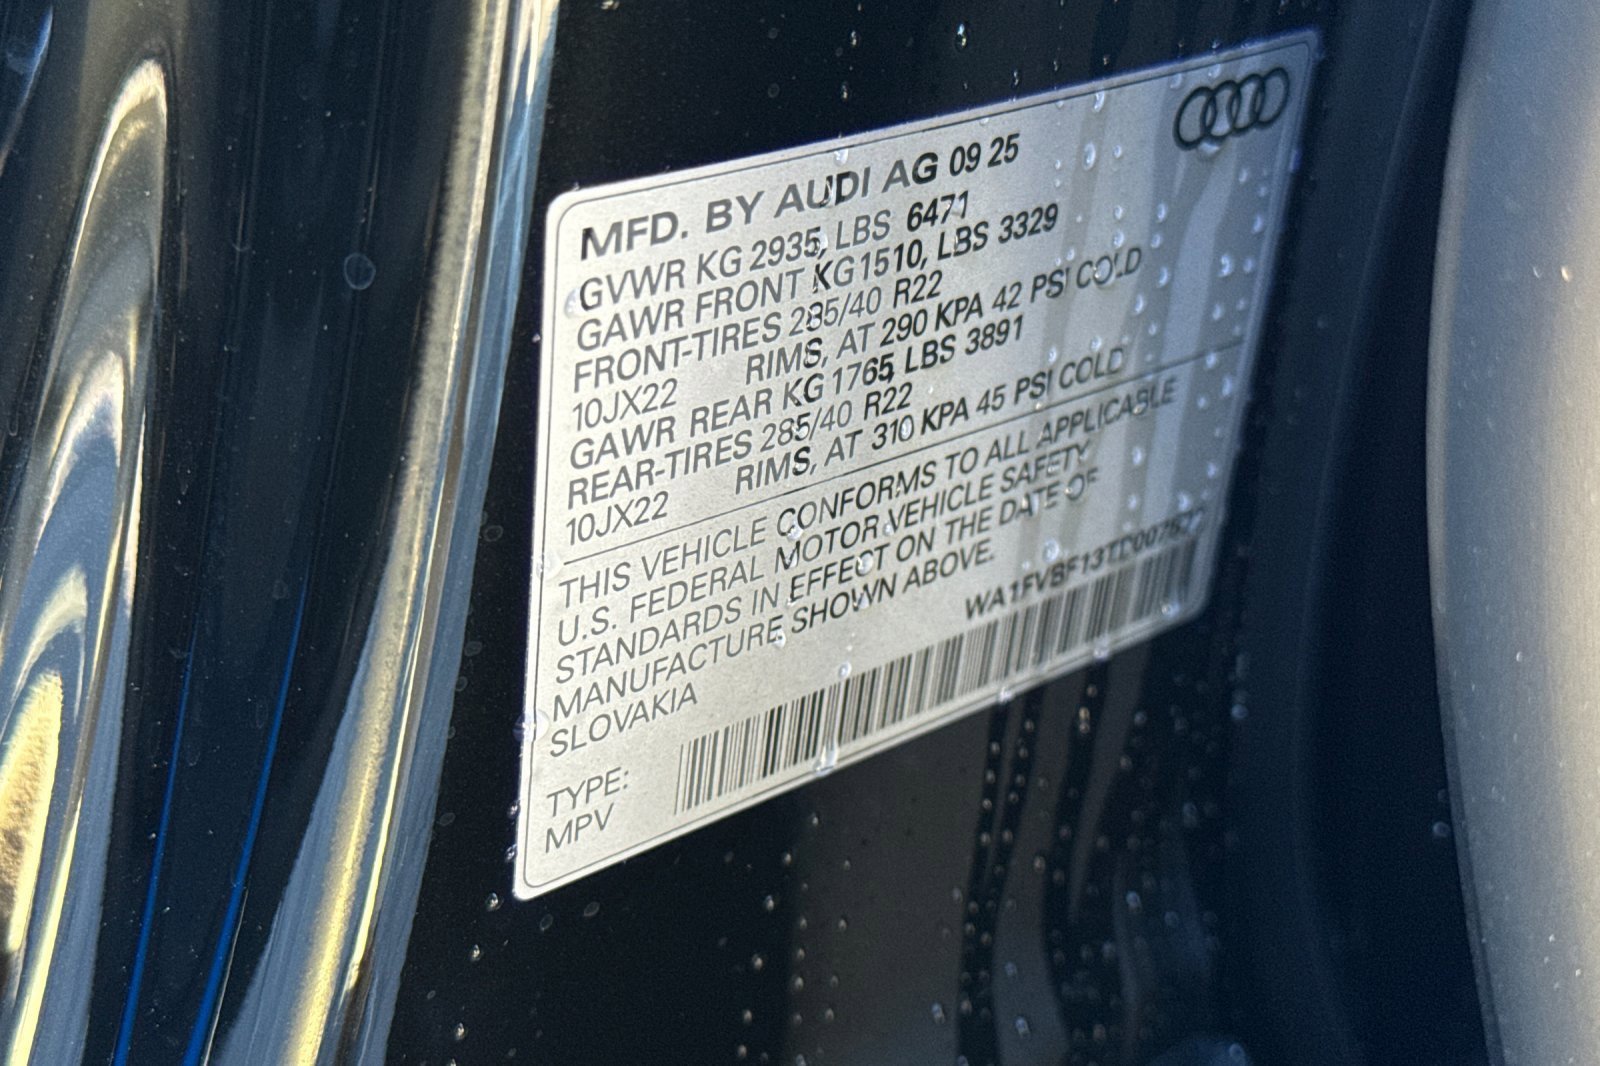 MFD. BY AUDI AG 09 25
GVWR KG 2935, LBS 6471
GAWR FRONT KG 1510, LBS 3329
FRONT-TIRES 285/40 R22
10JX22 RIMS, AT 290 KPA 42 PSI COLD
GAWR REAR KG 1765, LBS 3891
REAR-TIRES 285/40 R22
10JX22 RIMS, AT 310 KPA 45 PSI COLD
THIS VEHICLE CONFORMS TO ALL APPLICABLE
U.S. FEDERAL MOTOR VEHICLE SAFETY
STANDARDS IN EFFECT ON THE DATE OF
MANUFACTURE SHOWN ABOVE.
SLOVAKIA
TYPE:
MPV